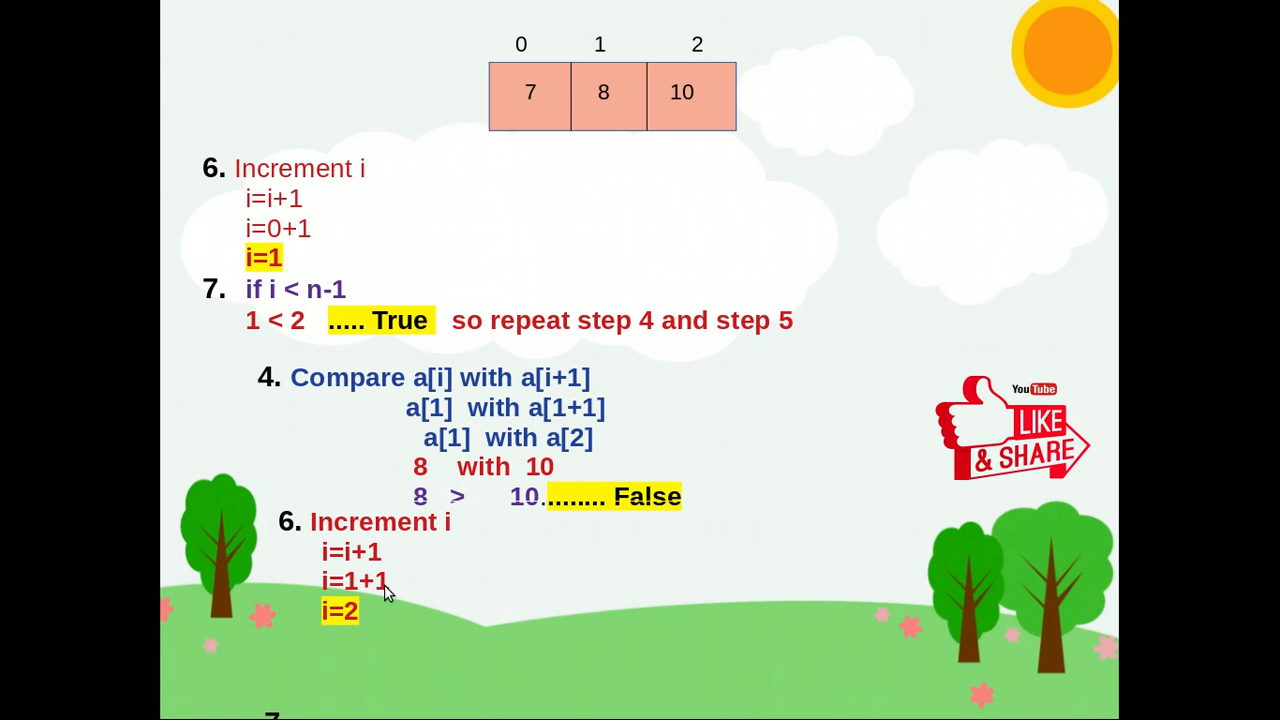 0 1 2
7 8 10
6. Increment i
i=i+1
i=0+1
i=1
7. if i < n-1
1 < 2 ..... True so repeat step 4 and step 5
4. Compare a[i] with a[i+1]
a[1] with a[1+1]
a[1] with a[2]
8 with 10
8 > 10......... False
6. Increment i
i=i+1
i=1+1
i=2
YouTube
LIKE
& SHARE